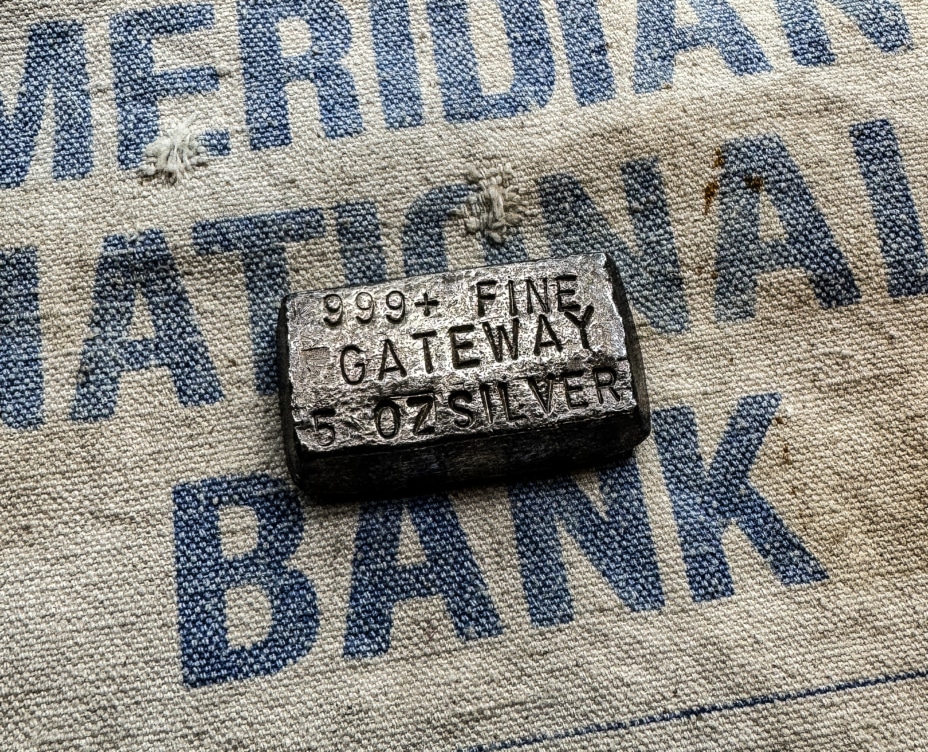 MERIDIAN
NATIONAL
999+ FINE
GATEWAY
5 OZ SILVER
BANK